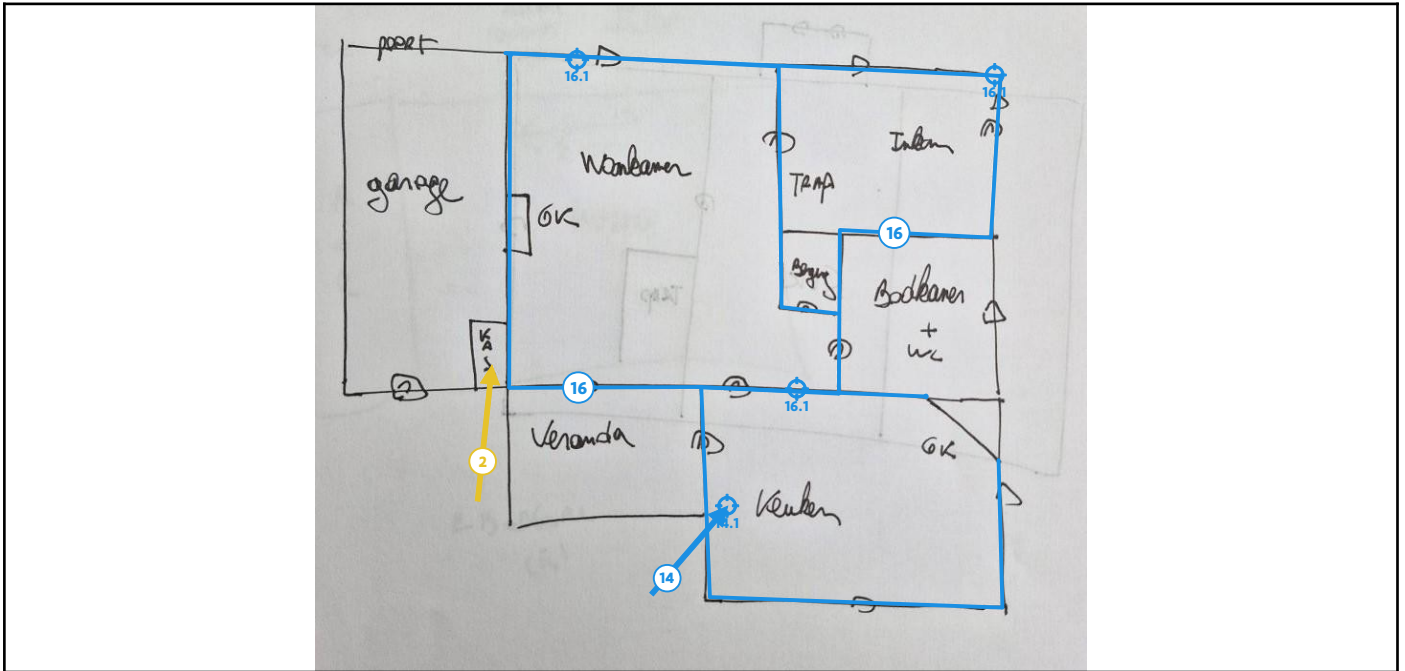 poort
16.1
16.1
Inkom
Woonkamer
garage
TRAP
OK
16
Berging
Badkamer
+
WC
KAS
16
16.1
Veranda
OK
2
Keuken
14.1
14